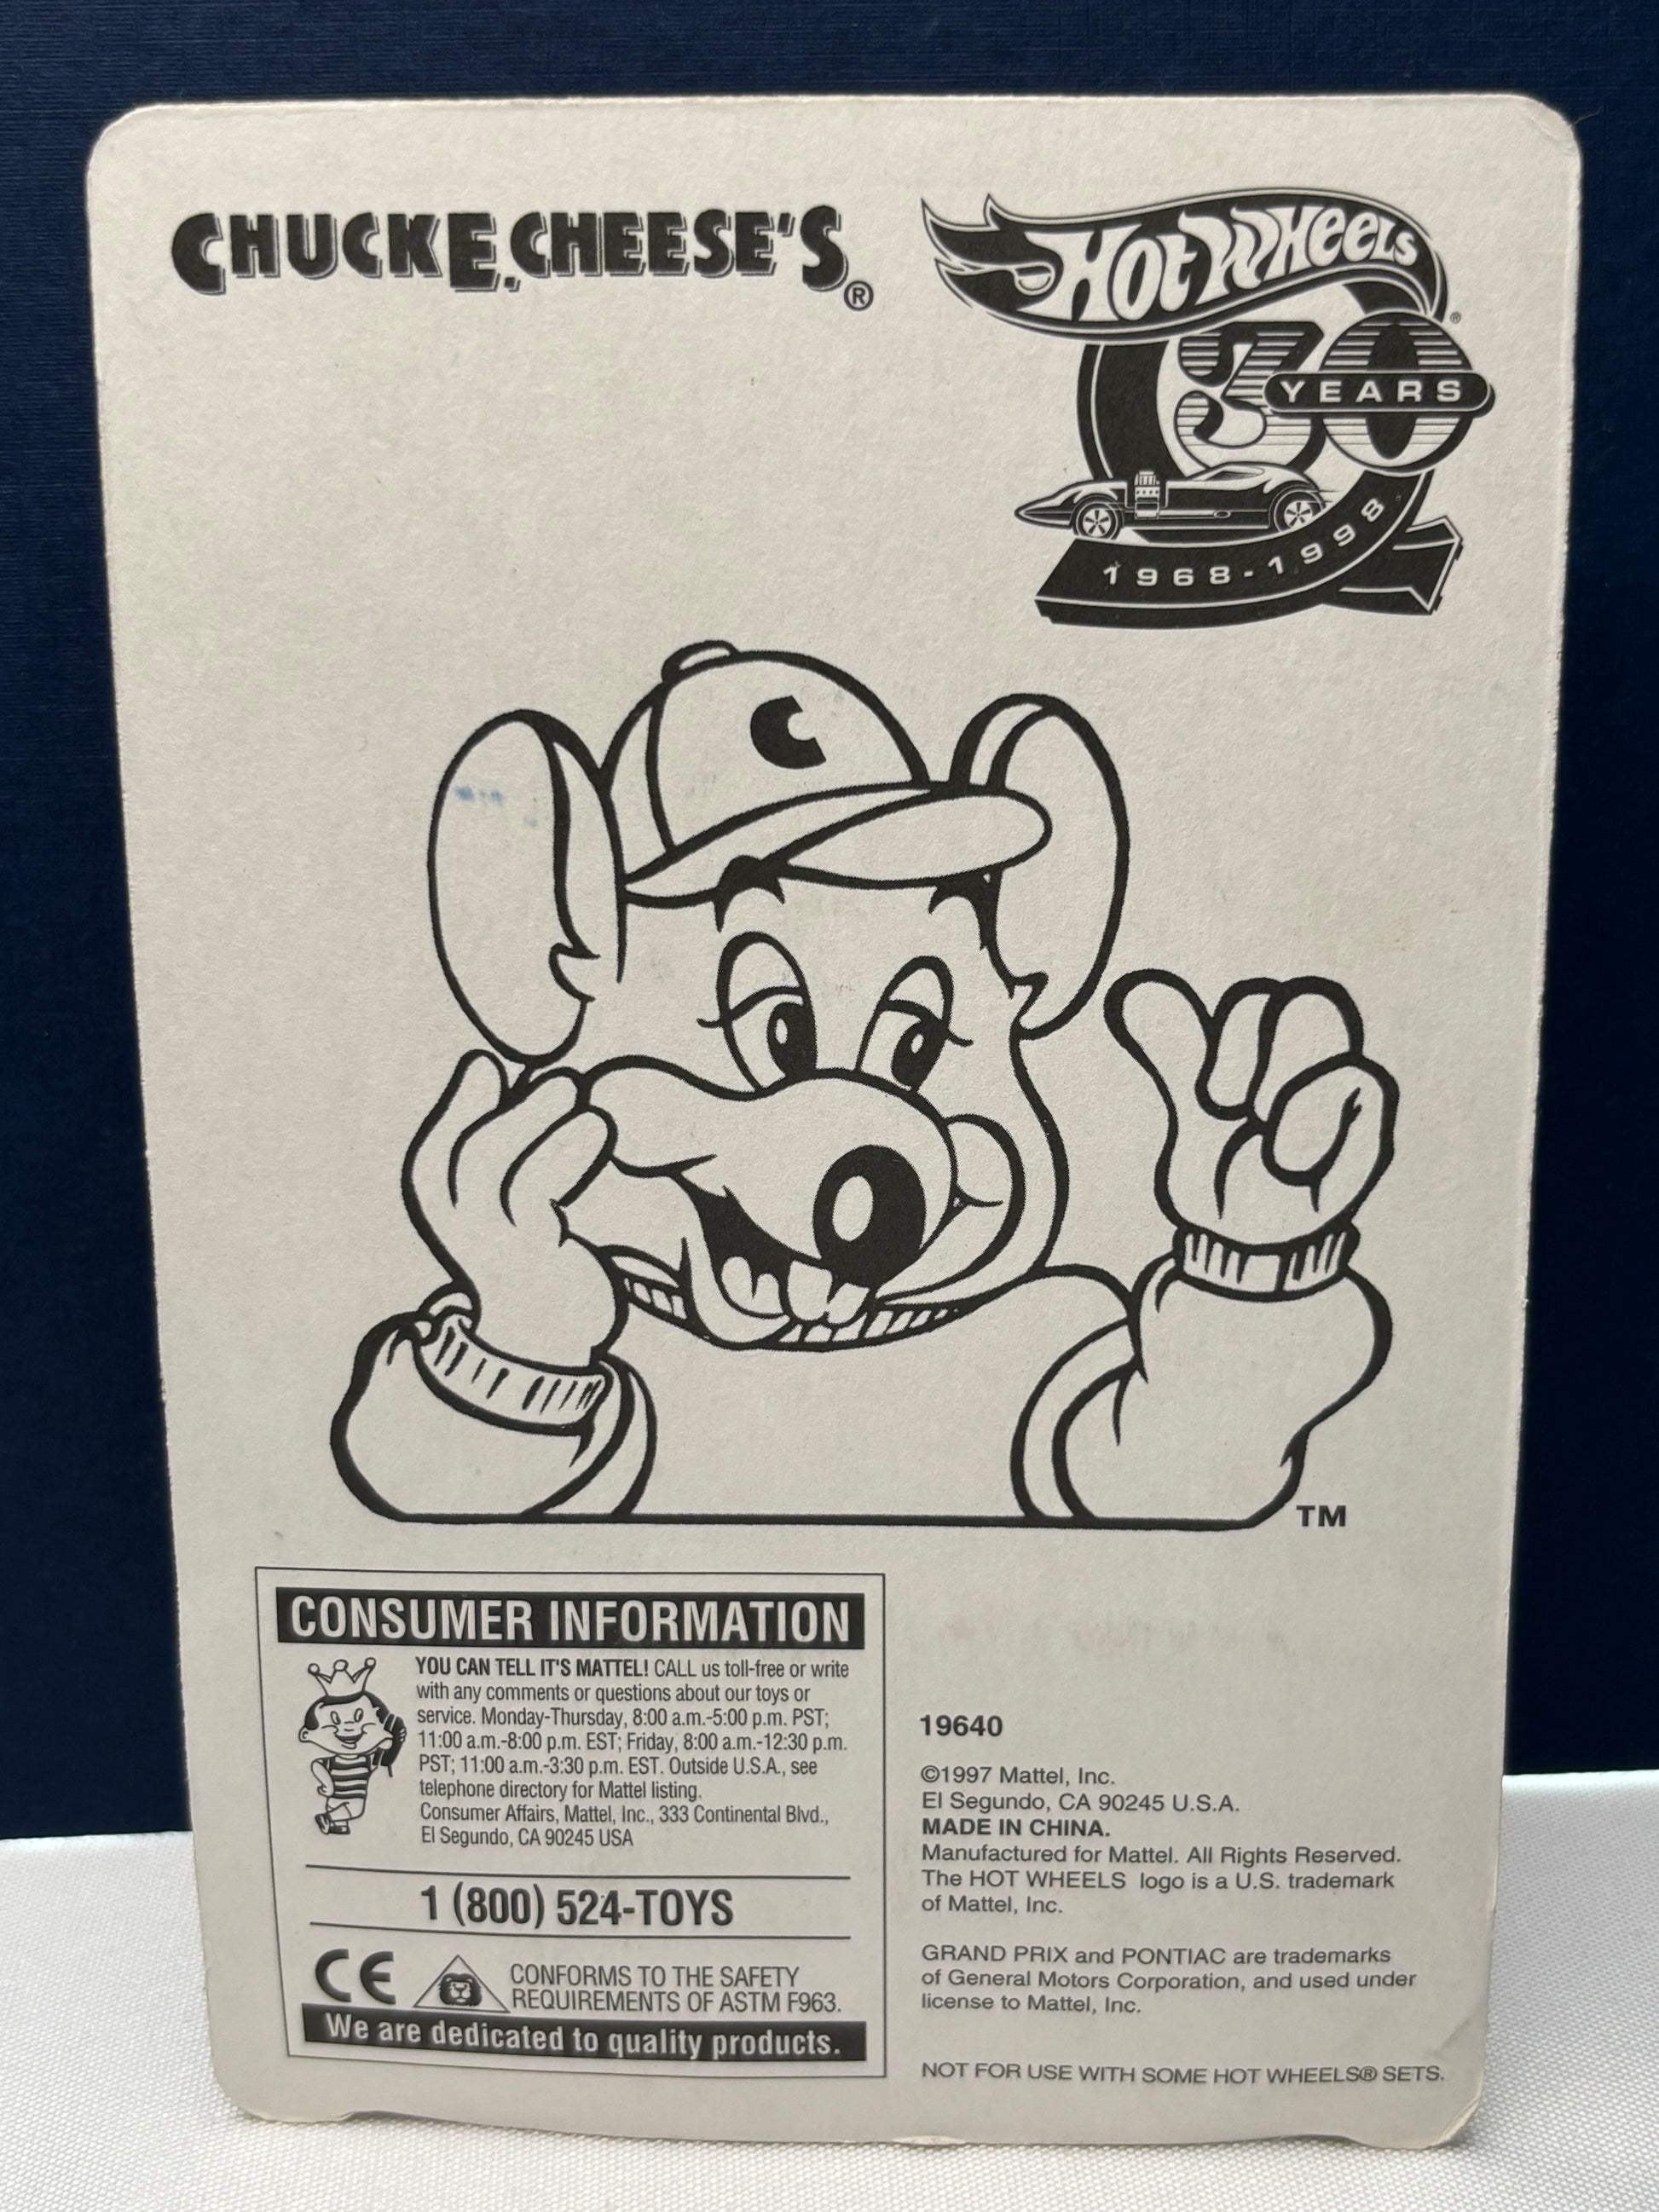 CHUCK E. CHEESE'S®
HOT WHEELS®
30
YEARS
1968-1998
C
TM
CONSUMER INFORMATION
YOU CAN TELL IT'S MATTEL! CALL us toll-free or write
with any comments or questions about our toys or
service. Monday-Thursday, 8:00 a.m.-5:00 p.m. PST;
11:00 a.m.-8:00 p.m. EST; Friday, 8:00 a.m.-12:30 p.m.
PST; 11:00 a.m.-3:30 p.m. EST. Outside U.S.A., see
telephone directory for Mattel listing.
Consumer Affairs, Mattel, Inc., 333 Continental Blvd.,
El Segundo, CA 90245 USA
1 (800) 524-TOYS
CE
CONFORMS TO THE SAFETY
REQUIREMENTS OF ASTM F963.
We are dedicated to quality products.
19640
©1997 Mattel, Inc.
El Segundo, CA 90245 U.S.A.
MADE IN CHINA.
Manufactured for Mattel. All Rights Reserved.
The HOT WHEELS logo is a U.S. trademark
of Mattel, Inc.
GRAND PRIX and PONTIAC are trademarks
of General Motors Corporation, and used under
license to Mattel, Inc.
NOT FOR USE WITH SOME HOT WHEELS® SETS.